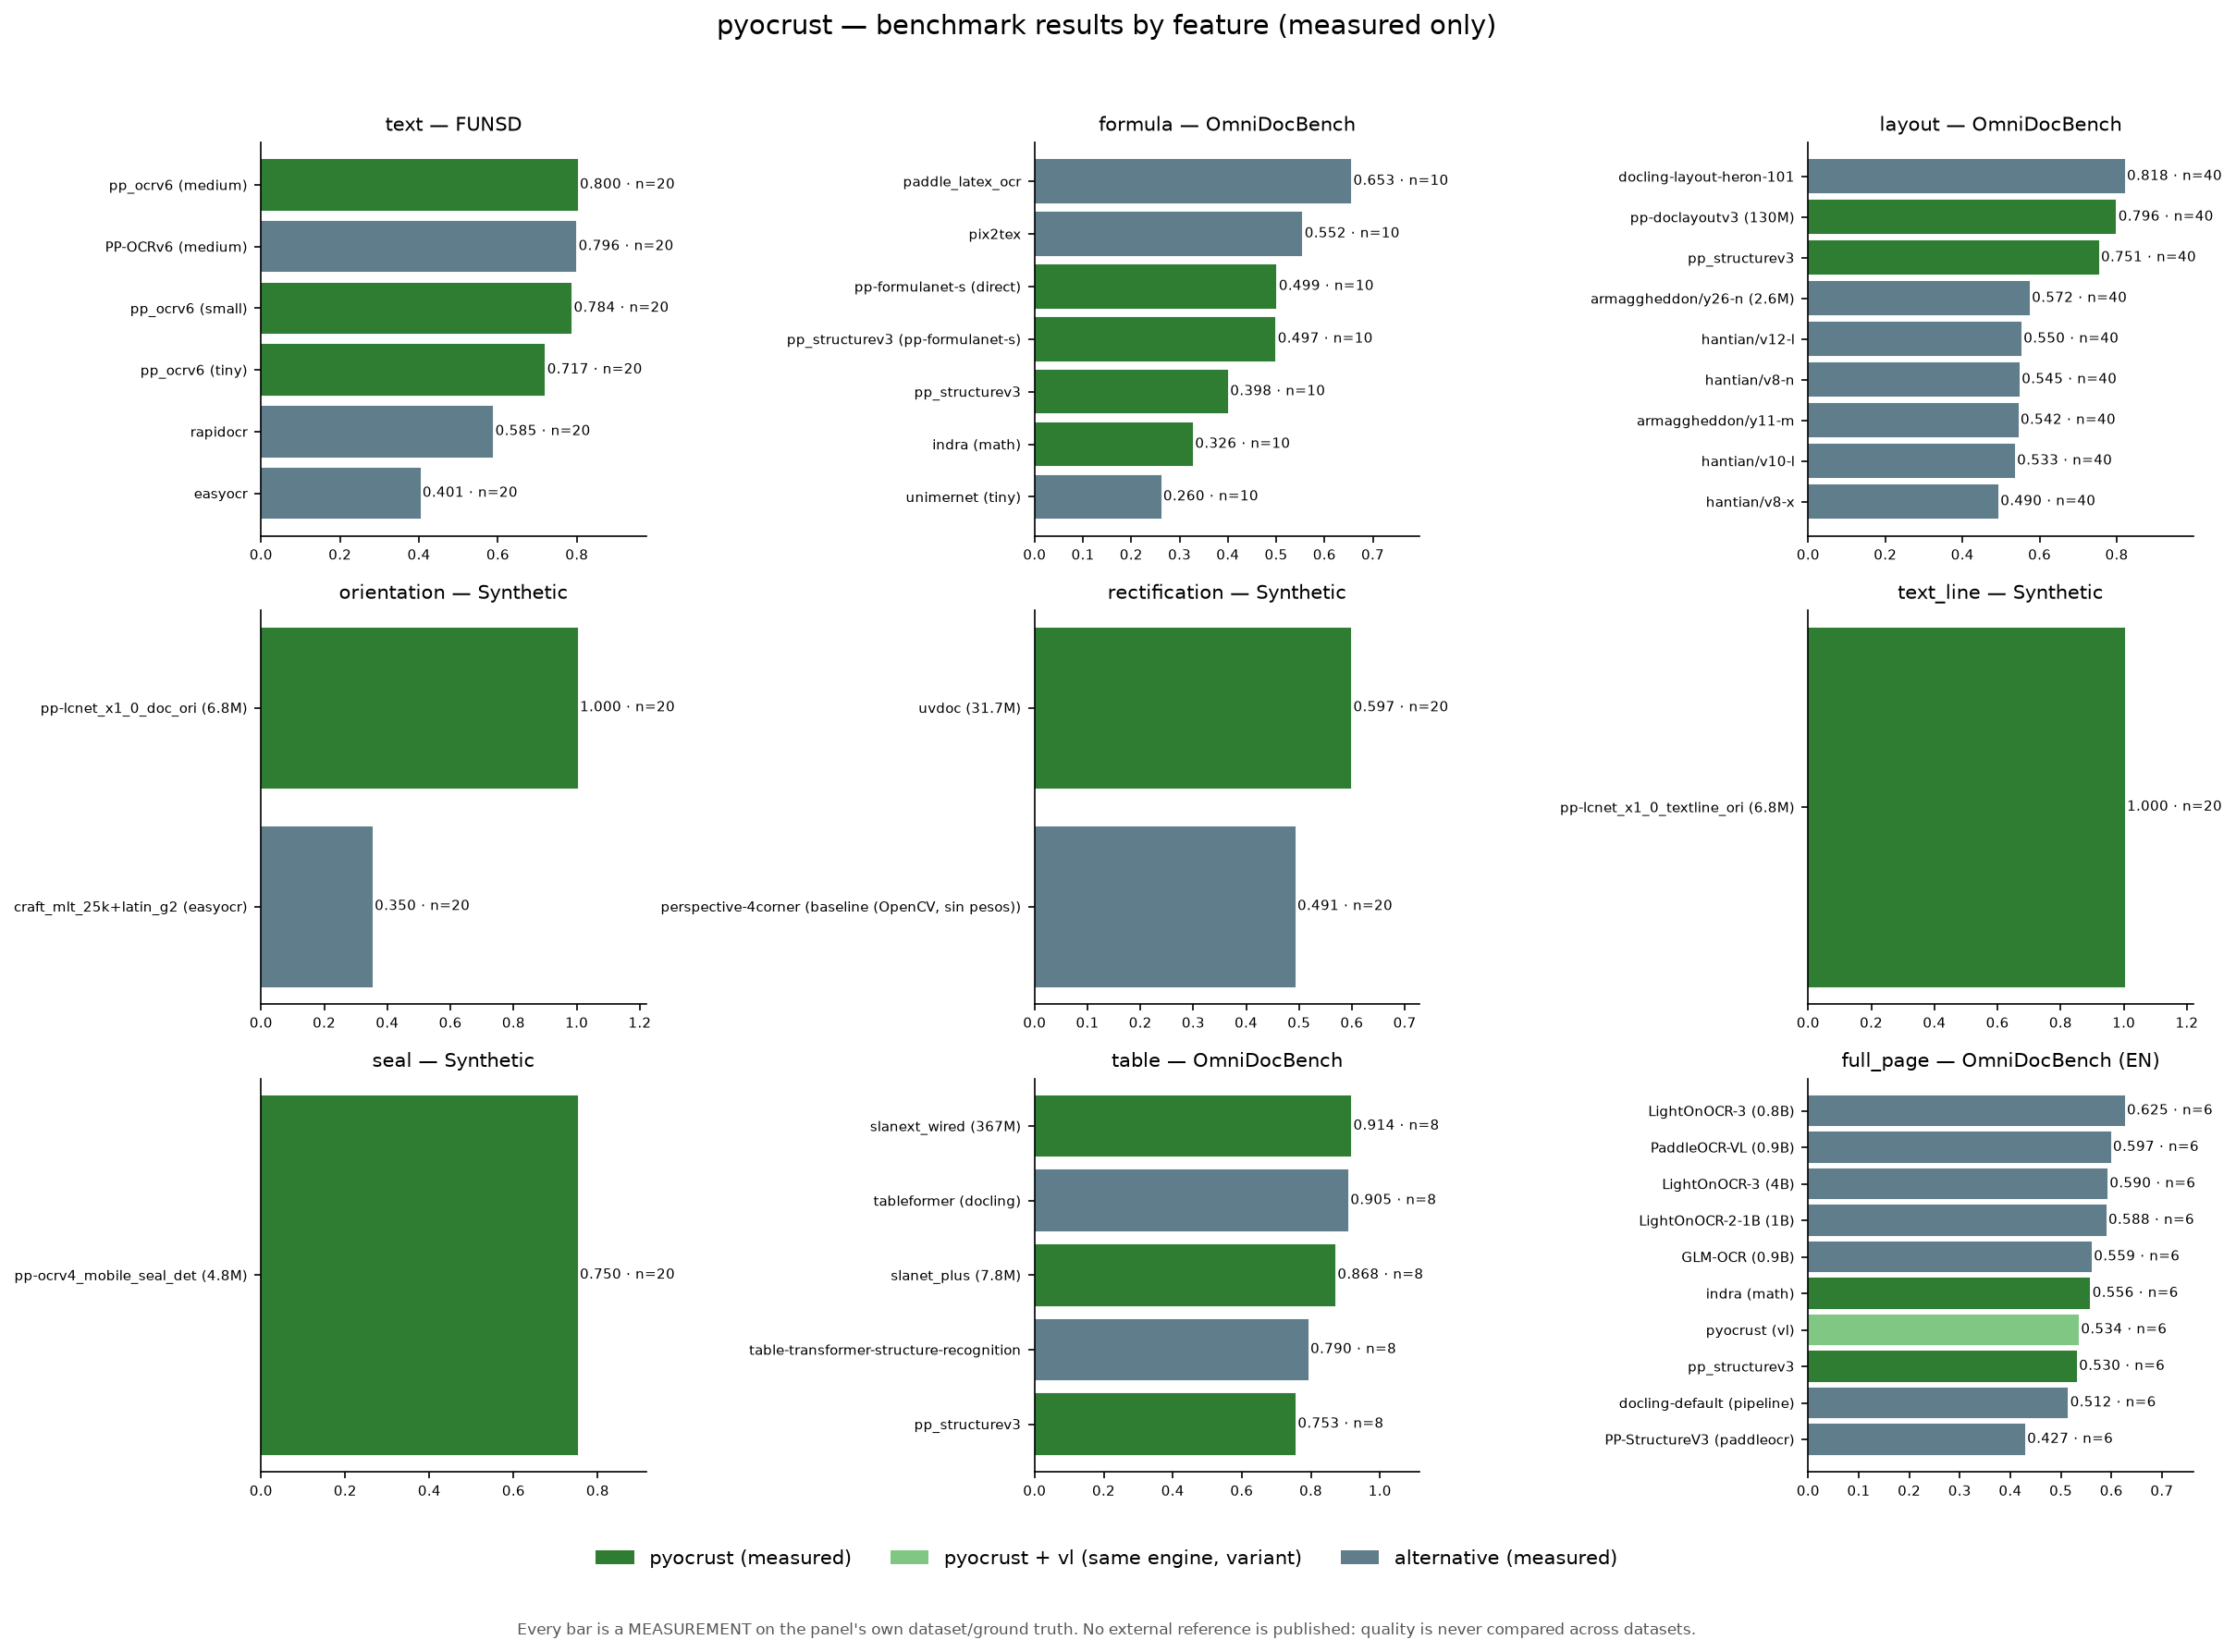 pyocrust — benchmark results by feature (measured only)
text — FUNSD
pp_ocrv6 (medium) 0.800 · n=20
PP-OCRv6 (medium) 0.796 · n=20
pp_ocrv6 (small) 0.784 · n=20
pp_ocrv6 (tiny) 0.717 · n=20
rapidocr 0.585 · n=20
easyocr 0.401 · n=20
0.0 0.2 0.4 0.6 0.8
formula — OmniDocBench
paddle_latex_ocr 0.653 · n=10
pix2tex 0.552 · n=10
pp-formulanet-s (direct) 0.499 · n=10
pp_structurev3 (pp-formulanet-s) 0.497 · n=10
pp_structurev3 0.398 · n=10
indra (math) 0.326 · n=10
unimernet (tiny) 0.260 · n=10
0.0 0.1 0.2 0.3 0.4 0.5 0.6 0.7
layout — OmniDocBench
docling-layout-heron-101 0.818 · n=40
pp-doclayoutv3 (130M) 0.796 · n=40
pp_structurev3 0.751 · n=40
armaggheddon/y26-n (2.6M) 0.572 · n=40
hantian/v12-l 0.550 · n=40
hantian/v8-n 0.545 · n=40
armaggheddon/y11-m 0.542 · n=40
hantian/v10-l 0.533 · n=40
hantian/v8-x 0.490 · n=40
0.0 0.2 0.4 0.6 0.8
orientation — Synthetic
pp-lcnet_x1_0_doc_ori (6.8M) 1.000 · n=20
craft_mlt_25k+latin_g2 (easyocr) 0.350 · n=20
0.0 0.2 0.4 0.6 0.8 1.0 1.2
rectification — Synthetic
uvdoc (31.7M) 0.597 · n=20
perspective-4corner (baseline (OpenCV, sin pesos)) 0.491 · n=20
0.0 0.1 0.2 0.3 0.4 0.5 0.6 0.7
text_line — Synthetic
pp-lcnet_x1_0_textline_ori (6.8M) 1.000 · n=20
0.0 0.2 0.4 0.6 0.8 1.0 1.2
seal — Synthetic
pp-ocrv4_mobile_seal_det (4.8M) 0.750 · n=20
0.0 0.2 0.4 0.6 0.8
table — OmniDocBench
slanext_wired (367M) 0.914 · n=8
tableformer (docling) 0.905 · n=8
slanet_plus (7.8M) 0.868 · n=8
table-transformer-structure-recognition 0.790 · n=8
pp_structurev3 0.753 · n=8
0.0 0.2 0.4 0.6 0.8 1.0
full_page — OmniDocBench (EN)
LightOnOCR-3 (0.8B) 0.625 · n=6
PaddleOCR-VL (0.9B) 0.597 · n=6
LightOnOCR-3 (4B) 0.590 · n=6
LightOnOCR-2-1B (1B) 0.588 · n=6
GLM-OCR (0.9B) 0.559 · n=6
indra (math) 0.556 · n=6
pyocrust (vl) 0.534 · n=6
pp_structurev3 0.530 · n=6
docling-default (pipeline) 0.512 · n=6
PP-StructureV3 (paddleocr) 0.427 · n=6
0.0 0.1 0.2 0.3 0.4 0.5 0.6 0.7
pyocrust (measured) pyocrust + vl (same engine, variant) alternative (measured)
Every bar is a MEASUREMENT on the panel's own dataset/ground truth. No external reference is published: quality is never compared across datasets.